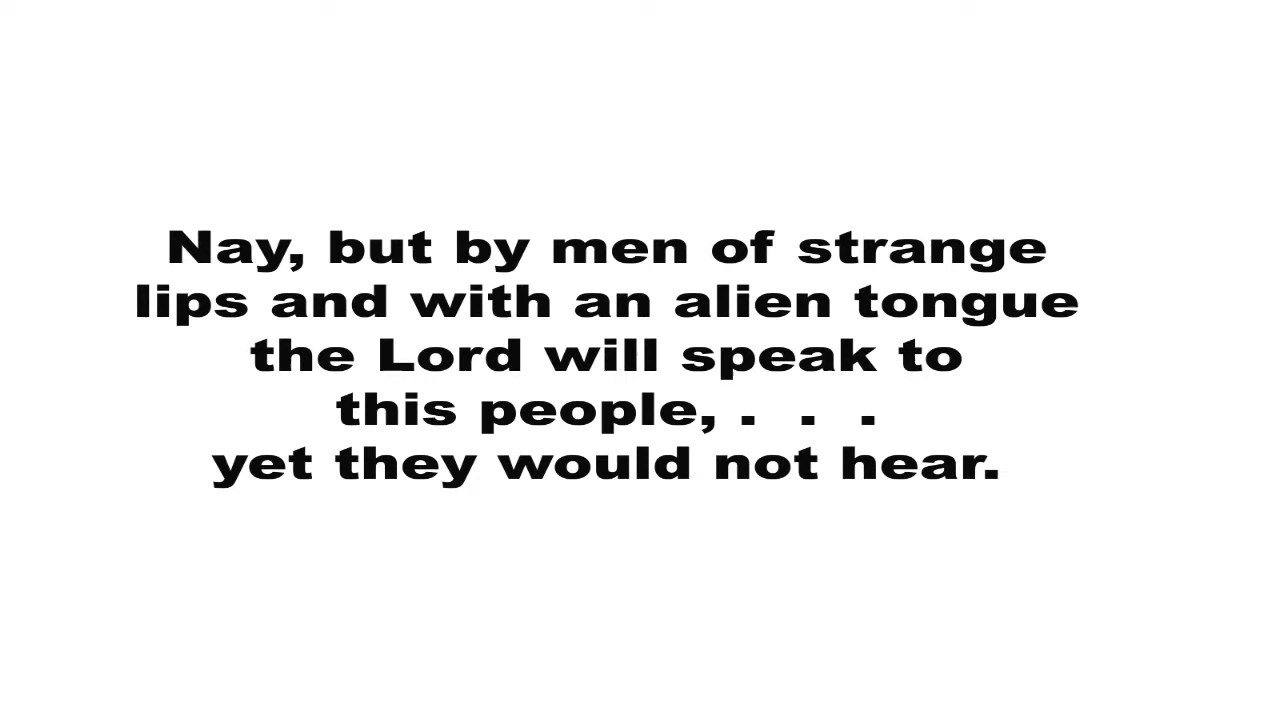 Nay, but by men of strange
lips and with an alien tongue
the Lord will speak to
this people, . . .
yet they would not hear.